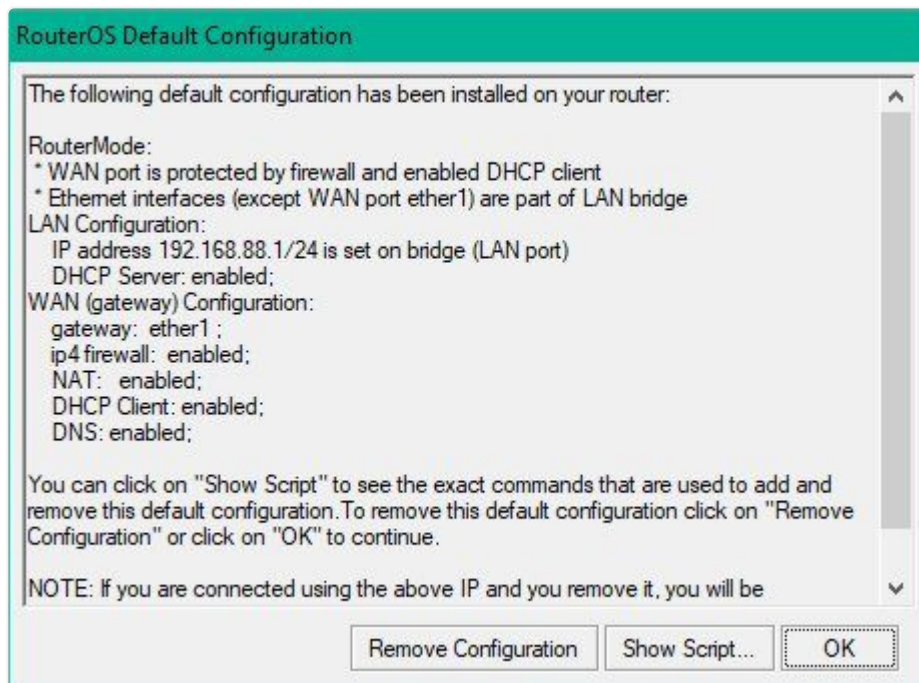 RouterOS Default Configuration
The following default configuration has been installed on your router:
RouterMode:
* WAN port is protected by firewall and enabled DHCP client
* Ethernet interfaces (except WAN port ether1) are part of LAN bridge
LAN Configuration:
IP address 192.168.88.1/24 is set on bridge (LAN port)
DHCP Server: enabled;
WAN (gateway) Configuration:
gateway: ether1 ;
ip4 firewall: enabled;
NAT: enabled;
DHCP Client: enabled;
DNS: enabled;
You can click on "Show Script" to see the exact commands that are used to add and
remove this default configuration.To remove this default configuration click on "Remove
Configuration" or click on "OK" to continue.
NOTE: If you are connected using the above IP and you remove it, you will be
Remove Configuration Show Script... OK